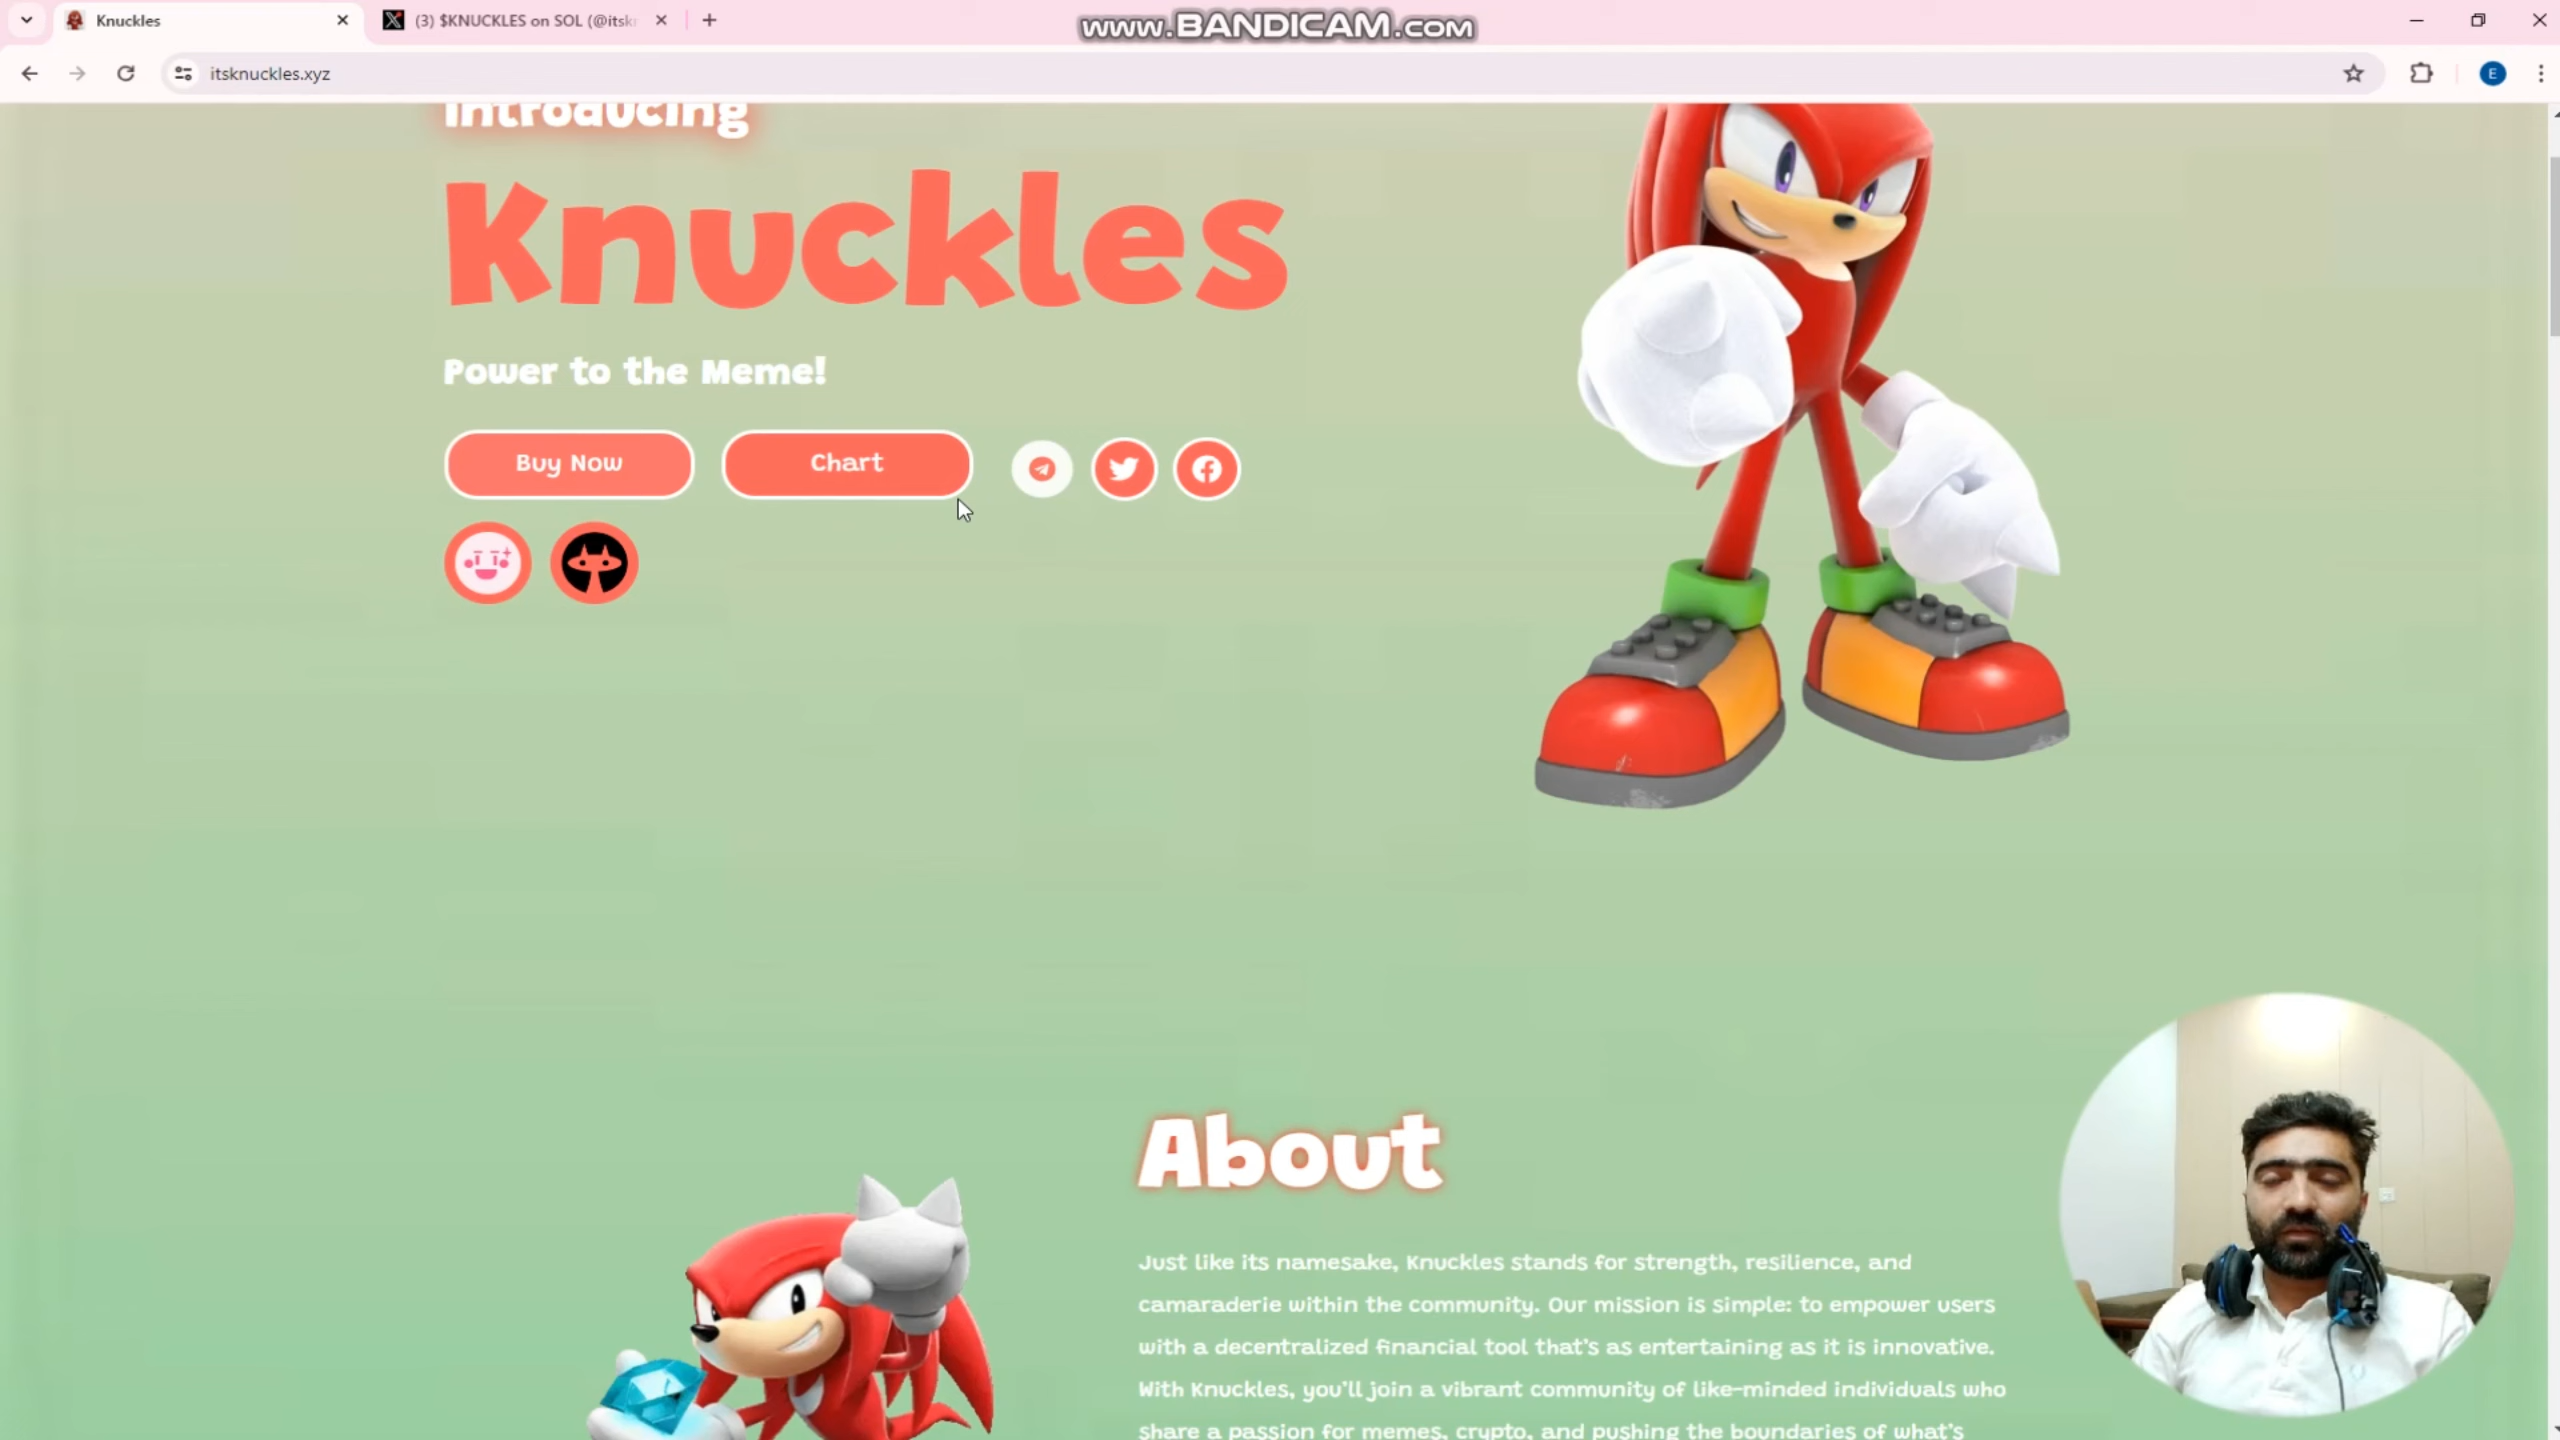 Knuckles
(3) $KNUCKLES on SOL (@itsk
www.BANDICAM.com
itsknuckles.xyz
E
Introducing
Knuckles
Power to the Meme!
Buy Now
Chart
About
Just like its namesake, Knuckles stands for strength, resilience, and
camaraderie within the community. Our mission is simple: to empower users
with a decentralized financial tool that's as entertaining as it is innovative.
With Knuckles, you'll join a vibrant community of like-minded individuals who
share a passion for memes, crypto, and pushing the boundaries of what's